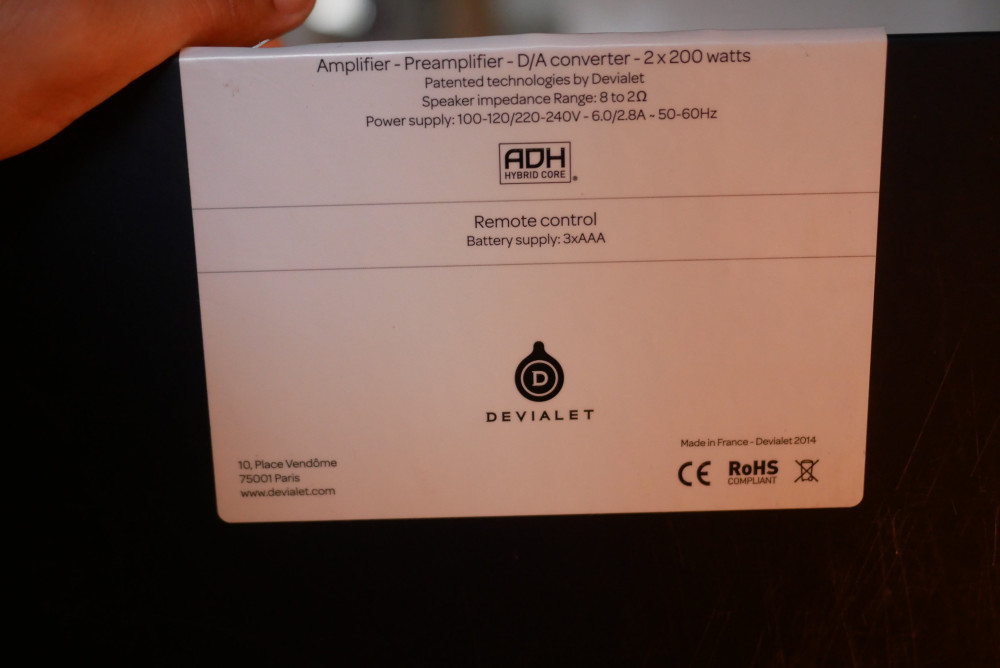 Amplifier - Preamplifier - D/A converter - 2 x 200 watts
Patented technologies by Devialet
Speaker impedance Range: 8 to 2Ω
Power supply: 100-120/220-240V - 6.0/2.8A - 50-60Hz
ADH
HYBRID CORE
Remote control
Battery supply: 3xAAA
D
DEVIALET
10, Place Vendôme
75001 Paris
www.devialet.com
Made in France - Devialet 2014
CE
RoHS
COMPLIANT